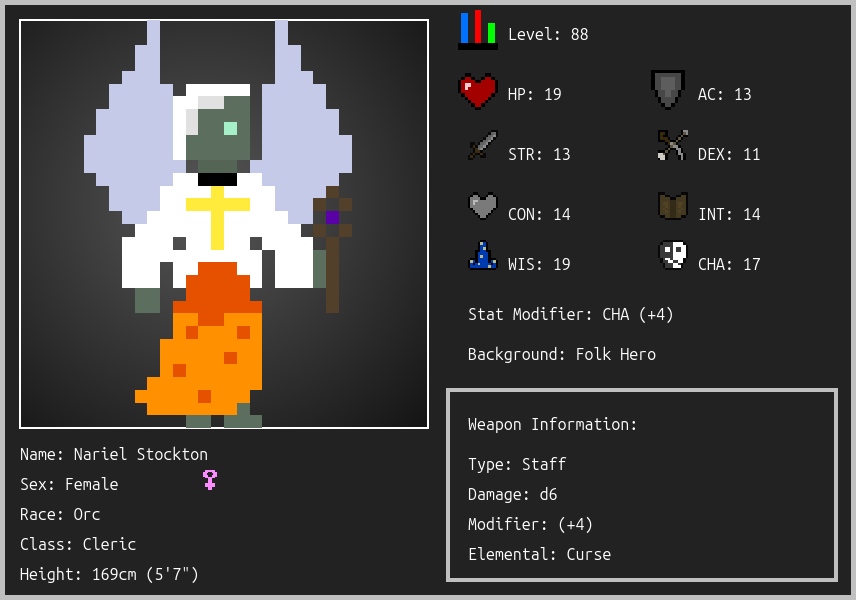 Level: 88
HP: 19
AC: 13
STR: 13
DEX: 11
CON: 14
INT: 14
WIS: 19
CHA: 17
Stat Modifier: CHA (+4)
Background: Folk Hero
Weapon Information:
Type: Staff
Damage: d6
Modifier: (+4)
Elemental: Curse
Name: Nariel Stockton
Sex: Female
Race: Orc
Class: Cleric
Height: 169cm (5'7")